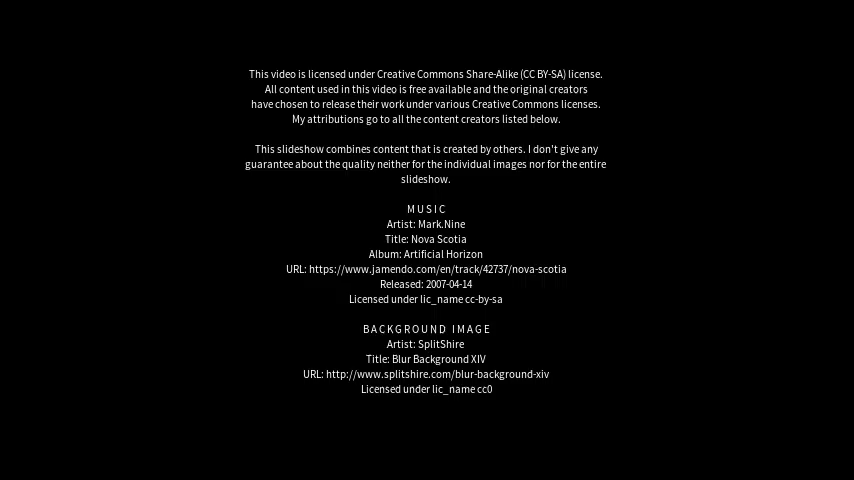 This video is licensed under Creative Commons Share-Alike (CC BY-SA) license.
All content used in this video is free available and the original creators
have chosen to release their work under various Creative Commons licenses.
My attributions go to all the content creators listed below.
This slideshow combines content that is created by others. I don't give any
guarantee about the quality neither for the individual images nor for the entire
slideshow.
MUSIC
Artist: Mark.Nine
Title: Nova Scotia
Album: Artificial Horizon
URL: https://www.jamendo.com/en/track/42737/nova-scotia
Released: 2007-04-14
Licensed under lic_name cc-by-sa
BACKGROUND IMAGE
Artist: SplitShire
Title: Blur Background XIV
URL: http://www.splitshire.com/blur-background-xiv
Licensed under lic_name cc0